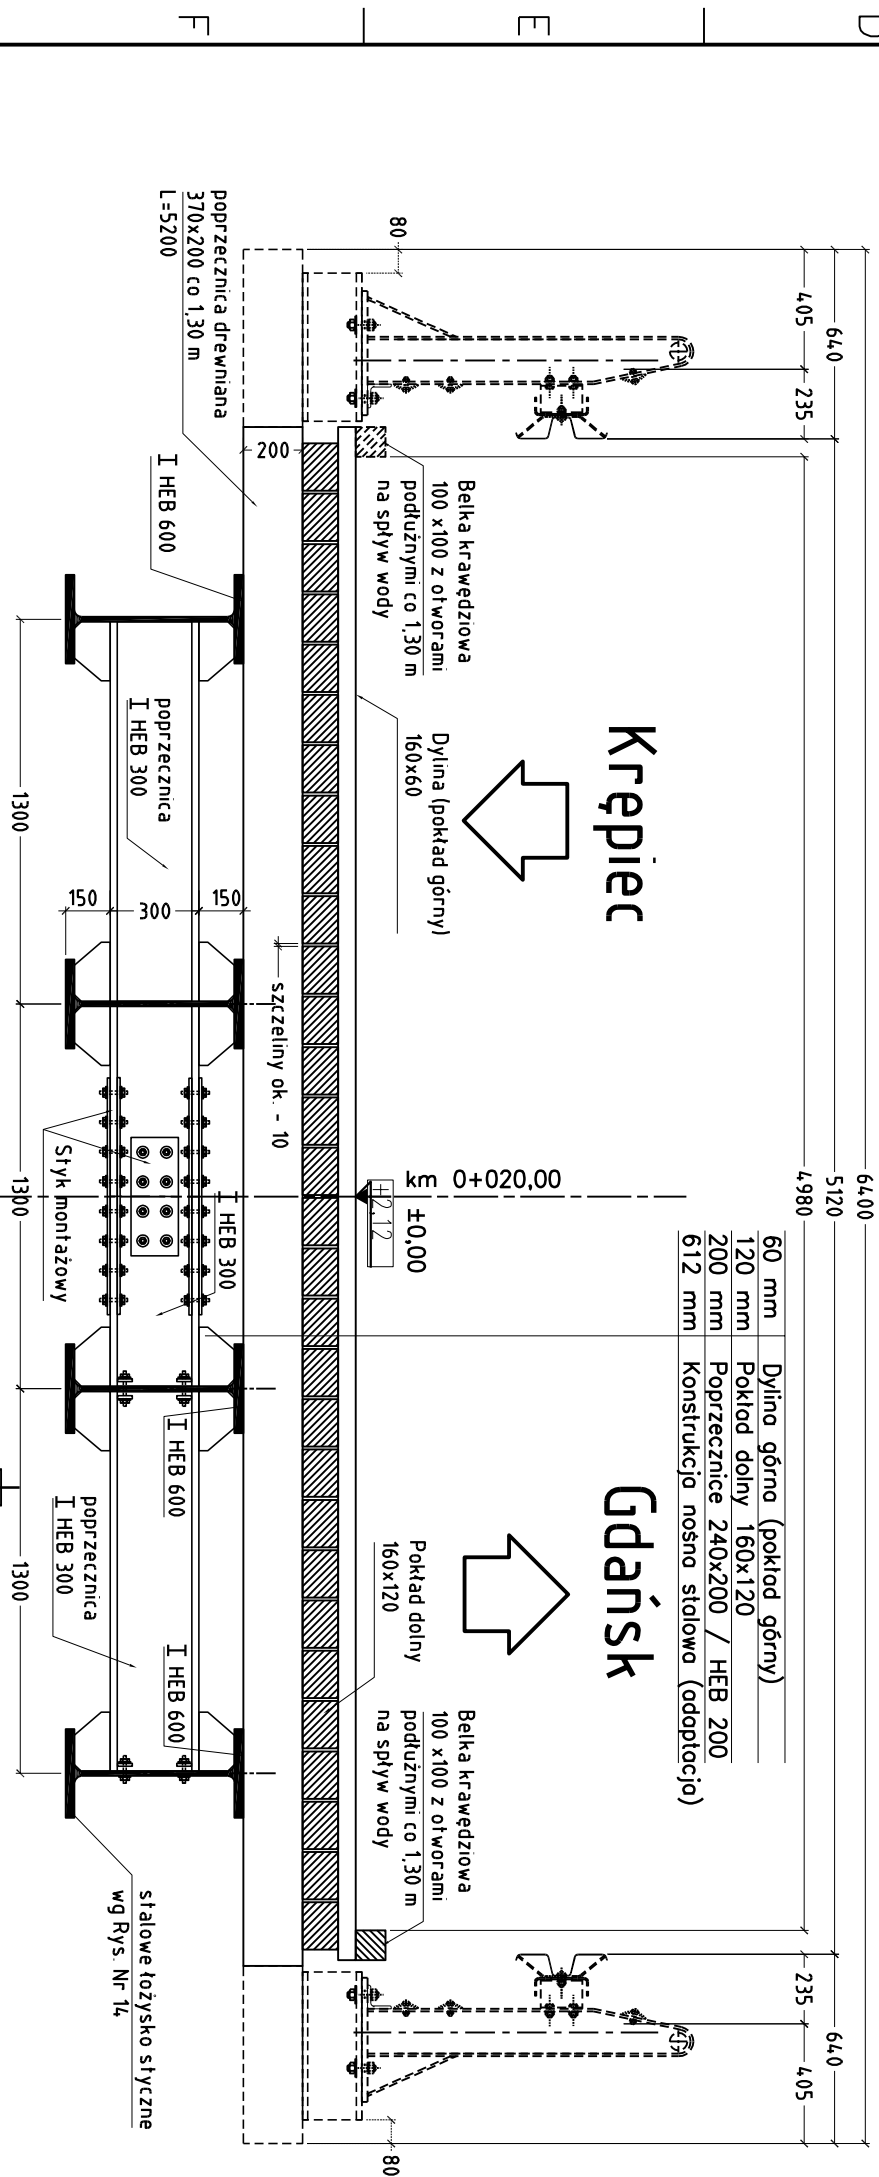 D
E
F
6400
5120
4980
640
640
405
235
235
405
80
80
Krępiec
Gdańsk
60 mm Dylina górna (pokład górny)
120 mm Pokład dolny 160x120
200 mm Poprzecznice 240x200 / HEB 200
612 mm Konstrukcja nośna stalowa (adaptacja)
Belka krawędziowa
100 x100 z otworami
podłużnymi co 1,30 m
na spływ wody
Dylina (pokład górny)
160x60
km 0+020,00
±0,00
+2,12
Pokład dolny
160x120
Belka krawędziowa
100 x100 z otworami
podłużnymi co 1,30 m
na spływ wody
200
szczeliny ok. - 10
poprzecznica drewniana
370x200 co 1,30 m
L=5200
I HEB 600
poprzecznica
I HEB 300
150
300
150
I HEB 300
Styk montażowy
I HEB 600
poprzecznica
I HEB 300
I HEB 600
stalowe łożysko styczne
wg Rys. Nr 14
1300
1300
1300